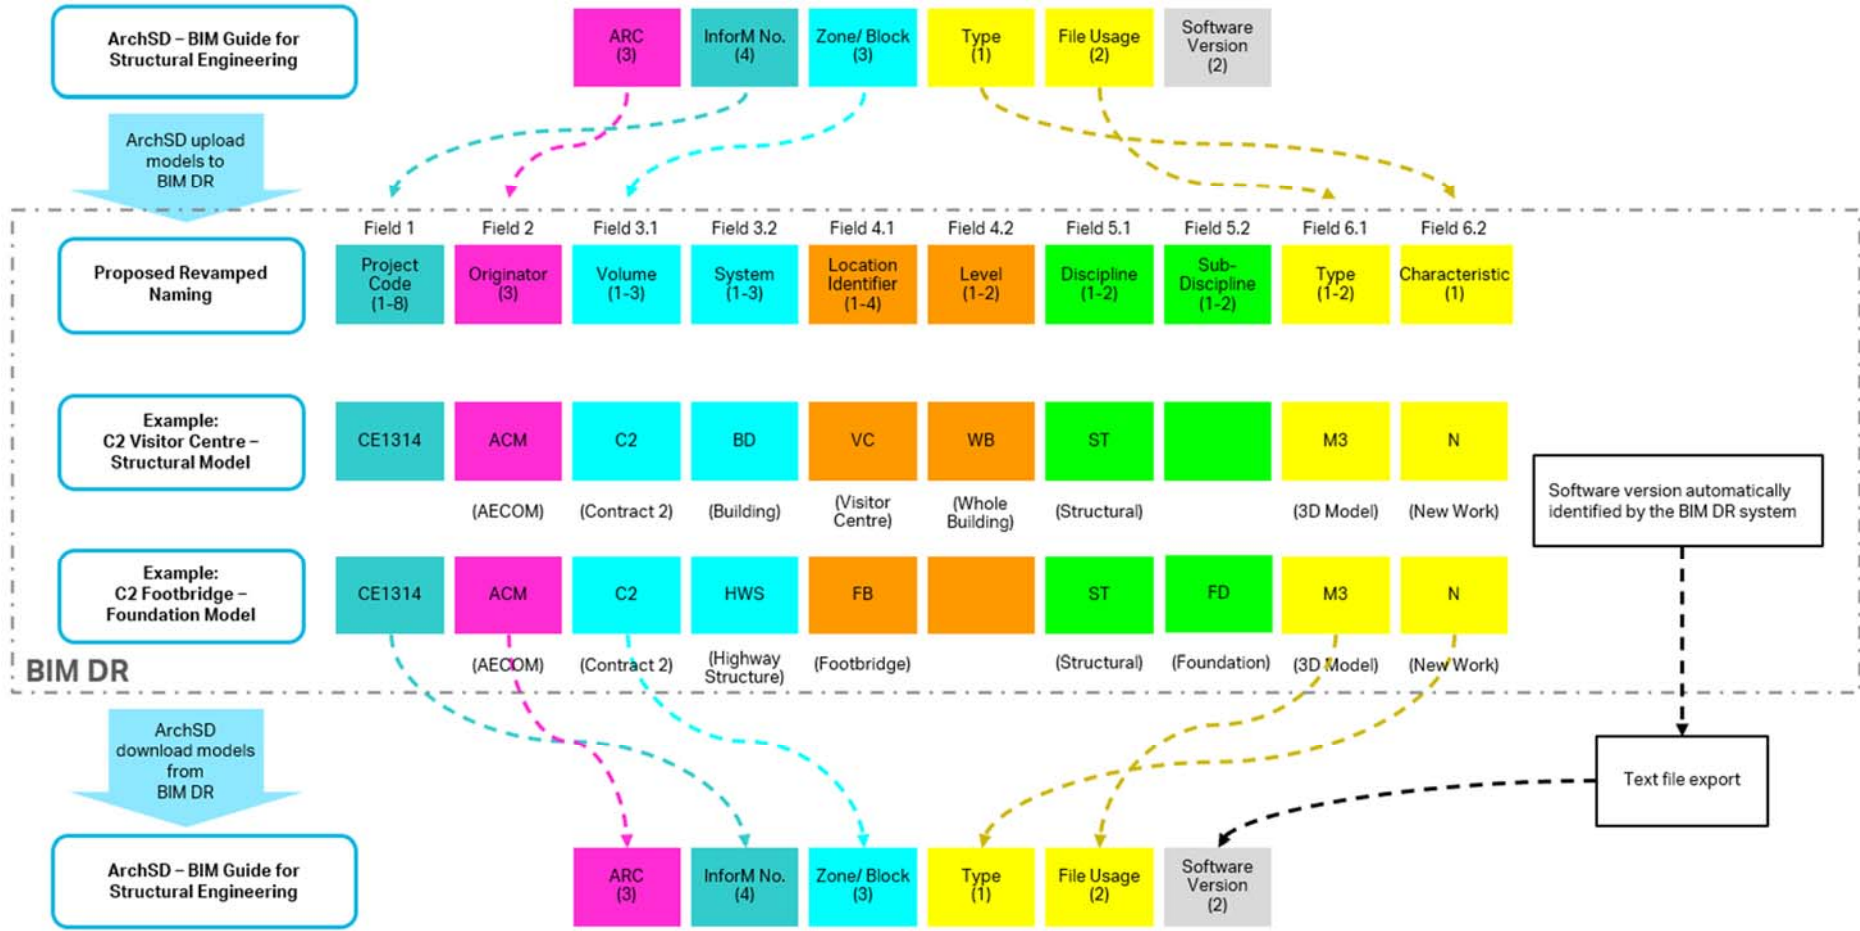 ArchSD – BIM Guide for
Structural Engineering
ARC
(3)
InforM No.
(4)
Zone/ Block
(3)
Type
(1)
File Usage
(2)
Software
Version
(2)
ArchSD upload
models to
BIM DR
Field 1
Field 2
Field 3.1
Field 3.2
Field 4.1
Field 4.2
Field 5.1
Field 5.2
Field 6.1
Field 6.2
Proposed Revamped
Naming
Project
Code
(1-8)
Originator
(3)
Volume
(1-3)
System
(1-3)
Location
Identifier
(1-4)
Level
(1-2)
Discipline
(1-2)
Sub-
Discipline
(1-2)
Type
(1-2)
Characteristic
(1)
Example:
C2 Visitor Centre –
Structural Model
CE1314
ACM
C2
BD
VC
WB
ST
M3
N
(AECOM)
(Contract 2)
(Building)
(Visitor
Centre)
(Whole
Building)
(Structural)
(3D Model)
(New Work)
Software version automatically
identified by the BIM DR system
Example:
C2 Footbridge –
Foundation Model
CE1314
ACM
C2
HWS
FB
ST
FD
M3
N
(AECOM)
(Contract 2)
(Highway
Structure)
(Footbridge)
(Structural)
(Foundation)
(3D Model)
(New Work)
BIM DR
ArchSD
download models
from
BIM DR
Text file export
ArchSD – BIM Guide for
Structural Engineering
ARC
(3)
InforM No.
(4)
Zone/ Block
(3)
Type
(1)
File Usage
(2)
Software
Version
(2)